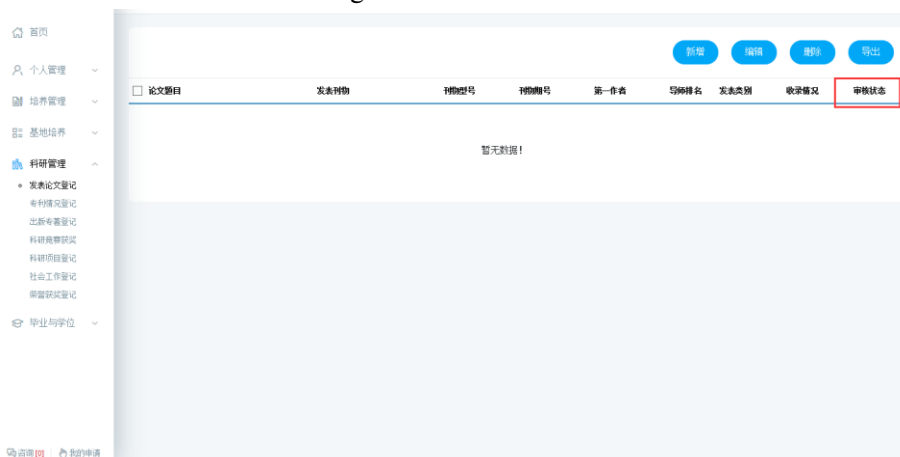 首页
个人管理
培养管理
基地培养
科研管理
发表论文登记
专利情况登记
出版专著登记
科研竞赛获奖
科研项目登记
社会工作登记
荣誉获奖登记
毕业与学位
咨询[0] 我的申请
新增 编辑 删除 导出
论文题目 发表刊物 刊物型号 刊物期号 第一作者 导师排名 发表类别 收录情况 审核状态
暂无数据!